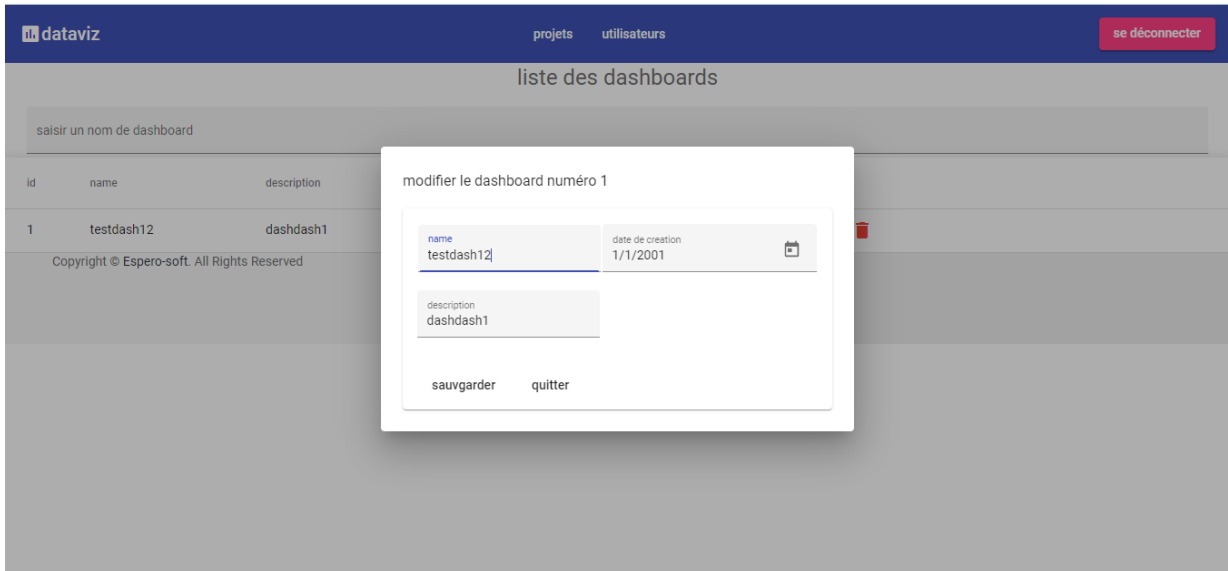 dataviz projets utilisateurs se déconnecter
liste des dashboards
saisir un nom de dashboard
id name description
1 testdash12 dashdash1
Copyright © Espero-soft. All Rights Reserved
modifier le dashboard numéro 1
name
testdash12
date de creation
1/1/2001
description
dashdash1
sauvgarder quitter